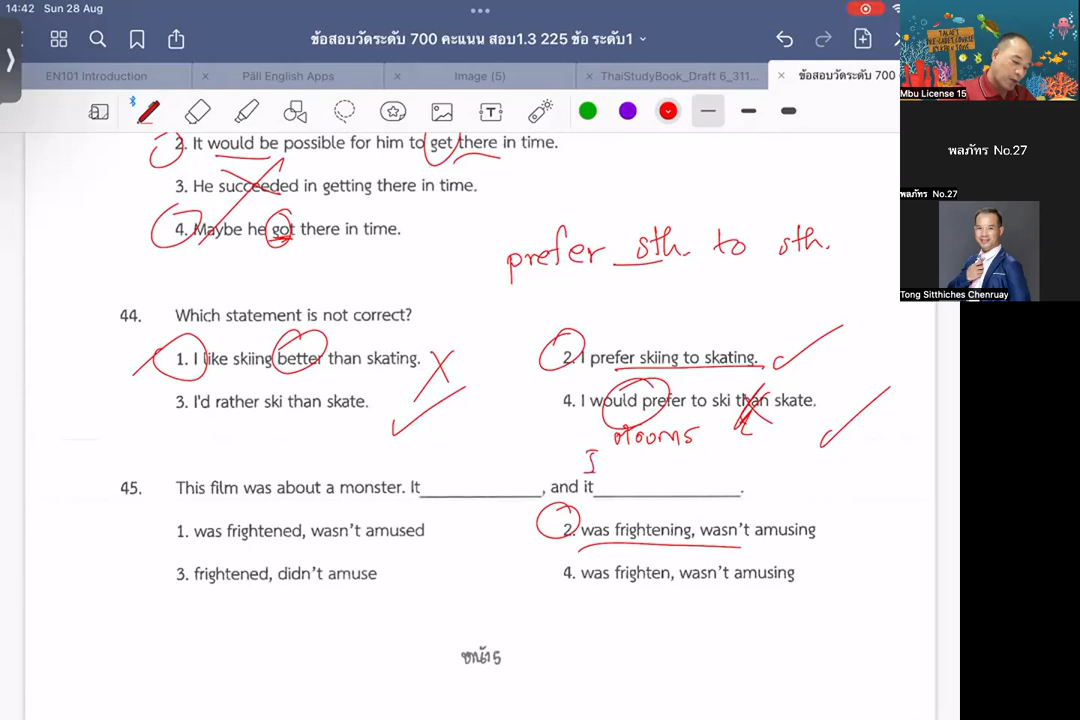 14:42 Sun 28 Aug
ข้อสอบวัดระดับ 700 คะแนน สอบ1.3 225 ข้อ ระดับ1
EN101 Introduction
Pāli English Apps
Image (5)
ThaiStudyBook_Draft 6_311...
ข้อสอบวัดระดับ 700
2. It would be possible for him to get there in time.
3. He succeeded in getting there in time.
4. Maybe he got there in time.
prefer sth. to sth.
44. Which statement is not correct?
1. I like skiing better than skating.
2. I prefer skiing to skating.
3. I'd rather ski than skate.
4. I would prefer to ski than skate.
ต้องการ
I
45. This film was about a monster. It____________, and it______________.
1. was frightened, wasn't amused
2. was frightening, wasn't amusing
3. frightened, didn't amuse
4. was frighten, wasn't amusing
หน้า 5
Mbu License 15
พลภัทร No.27
พลภัทร No.27
Tong Sitthiches Chenruay